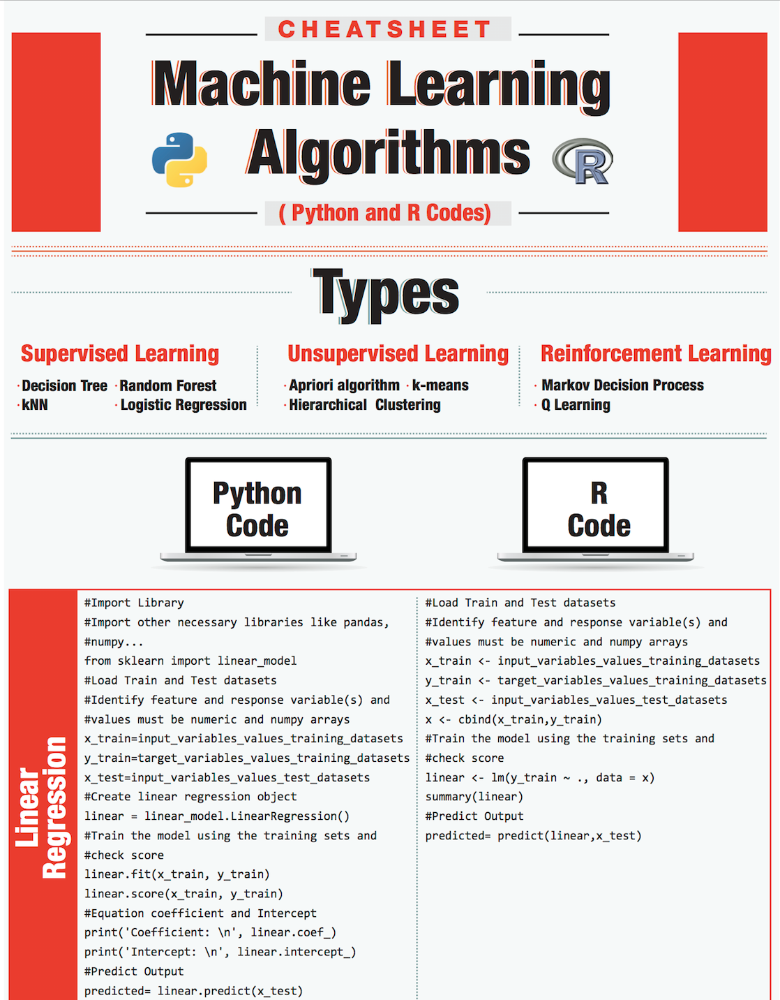 CHEATSHEET
Machine Learning
Algorithms
R
( Python and R Codes)
Types
Supervised Learning
· Decision Tree · Random Forest
· kNN · Logistic Regression
Unsupervised Learning
· Apriori algorithm · k-means
· Hierarchical Clustering
Reinforcement Learning
· Markov Decision Process
· Q Learning
Python
Code
R
Code
Linear
Regression
#Import Library
#Import other necessary libraries like pandas,
#numpy...
from sklearn import linear_model
#Load Train and Test datasets
#Identify feature and response variable(s) and
#values must be numeric and numpy arrays
x_train=input_variables_values_training_datasets
y_train=target_variables_values_training_datasets
x_test=input_variables_values_test_datasets
#Create linear regression object
linear = linear_model.LinearRegression()
#Train the model using the training sets and
#check score
linear.fit(x_train, y_train)
linear.score(x_train, y_train)
#Equation coefficient and Intercept
print('Coefficient: \n', linear.coef_)
print('Intercept: \n', linear.intercept_)
#Predict Output
predicted= linear.predict(x_test)
#Load Train and Test datasets
#Identify feature and response variable(s) and
#values must be numeric and numpy arrays
x_train <- input_variables_values_training_datasets
y_train <- target_variables_values_training_datasets
x_test <- input_variables_values_test_datasets
x <- cbind(x_train,y_train)
#Train the model using the training sets and
#check score
linear <- lm(y_train ~ ., data = x)
summary(linear)
#Predict Output
predicted= predict(linear,x_test)